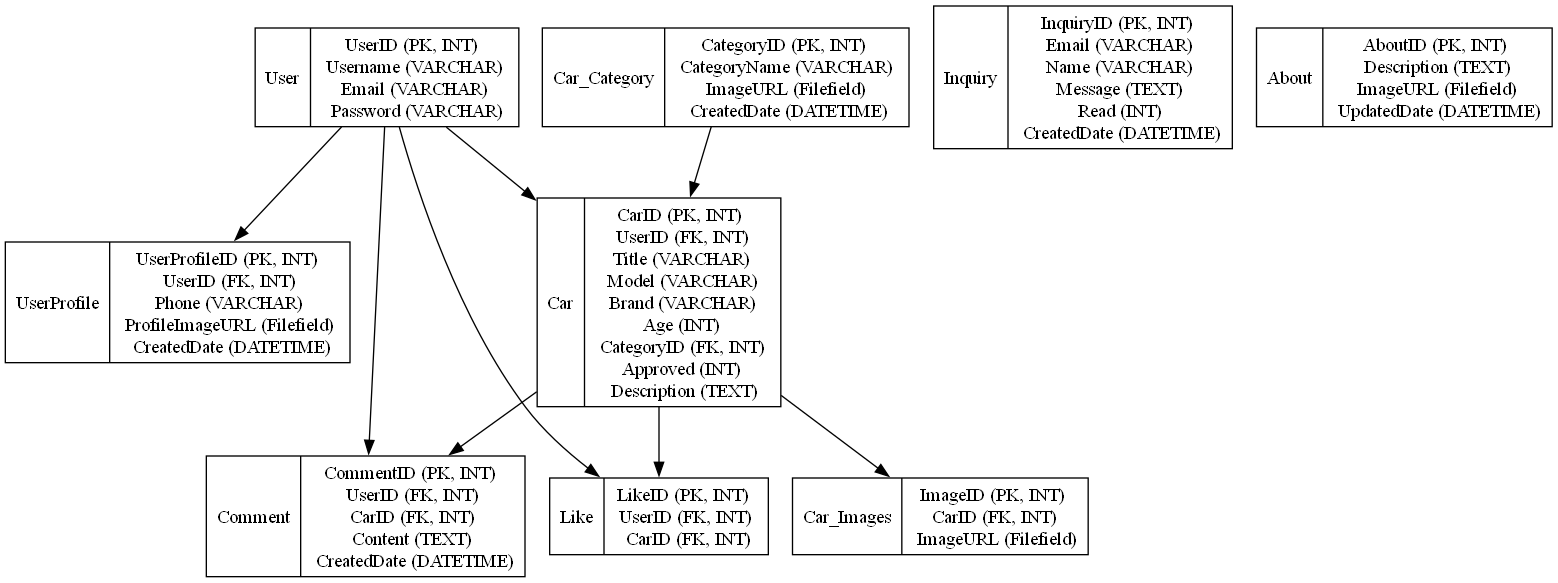 User
UserID (PK, INT)
Username (VARCHAR)
Email (VARCHAR)
Password (VARCHAR)
Car_Category
CategoryID (PK, INT)
CategoryName (VARCHAR)
ImageURL (Filefield)
CreatedDate (DATETIME)
Inquiry
InquiryID (PK, INT)
Email (VARCHAR)
Name (VARCHAR)
Message (TEXT)
Read (INT)
CreatedDate (DATETIME)
About
AboutID (PK, INT)
Description (TEXT)
ImageURL (Filefield)
UpdatedDate (DATETIME)
UserProfile
UserProfileID (PK, INT)
UserID (FK, INT)
Phone (VARCHAR)
ProfileImageURL (Filefield)
CreatedDate (DATETIME)
Car
CarID (PK, INT)
UserID (FK, INT)
Title (VARCHAR)
Model (VARCHAR)
Brand (VARCHAR)
Age (INT)
CategoryID (FK, INT)
Approved (INT)
Description (TEXT)
Comment
CommentID (PK, INT)
UserID (FK, INT)
CarID (FK, INT)
Content (TEXT)
CreatedDate (DATETIME)
Like
LikeID (PK, INT)
UserID (FK, INT)
CarID (FK, INT)
Car_Images
ImageID (PK, INT)
CarID (FK, INT)
ImageURL (Filefield)